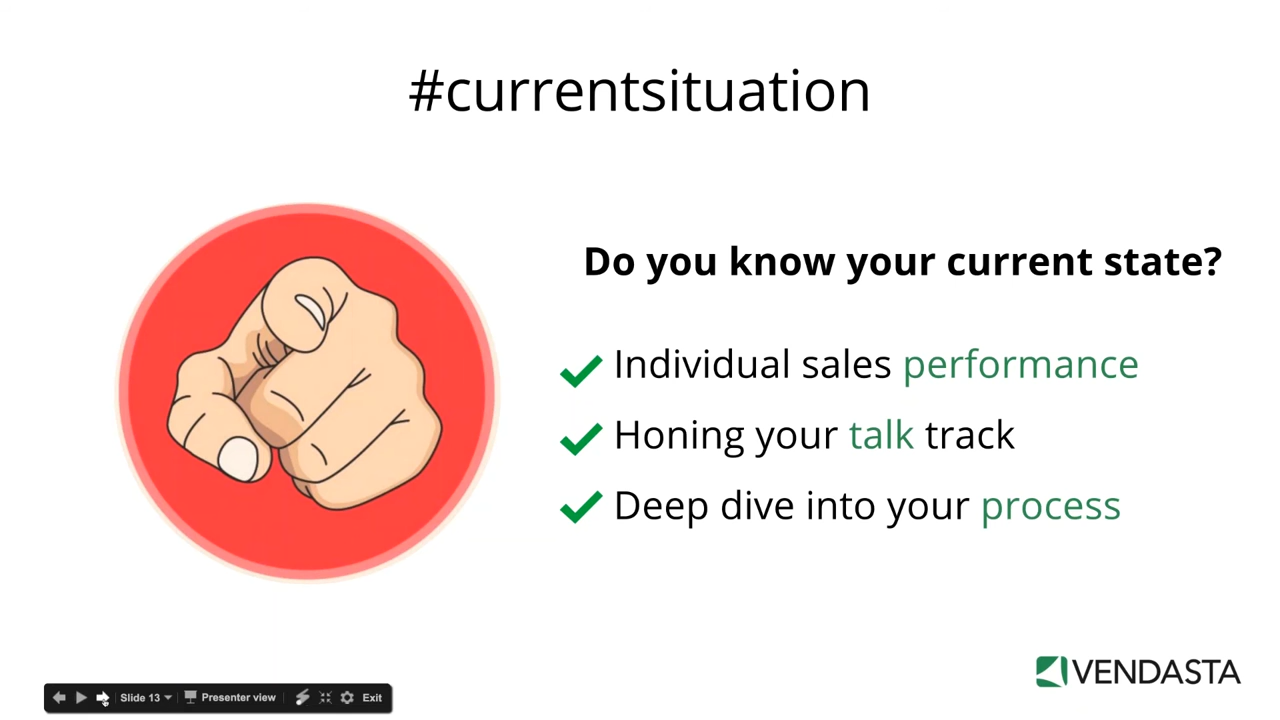 #currentsituation
Do you know your current state?
Individual sales performance
Honing your talk track
Deep dive into your process
VENDASTA
Slide 13 Presenter view Exit